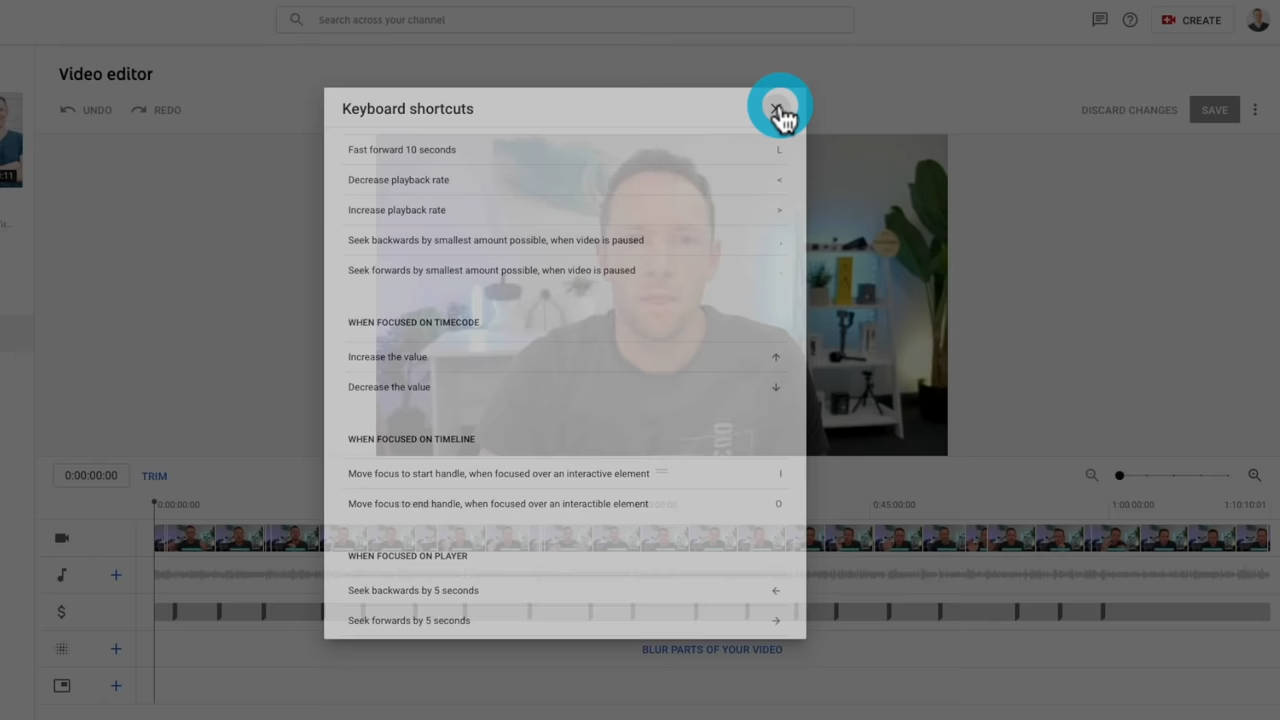 Search across your channel
CREATE
Video editor
UNDO
REDO
DISCARD CHANGES
SAVE
Keyboard shortcuts
Fast forward 10 seconds L
Decrease playback rate <
Increase playback rate >
Seek backwards by smallest amount possible, when video is paused ,
Seek forwards by smallest amount possible, when video is paused .
WHEN FOCUSED ON TIMECODE
Increase the value ↑
Decrease the value ↓
WHEN FOCUSED ON TIMELINE
Move focus to start handle, when focused over an interactive element I
Move focus to end handle, when focused over an interactible element O
WHEN FOCUSED ON PLAYER
Seek backwards by 5 seconds ←
Seek forwards by 5 seconds →
:11
0:00:00:00
TRIM
0:00:00:00
0:45:00:00
1:00:00:00
1:10:10:01
$
BLUR PARTS OF YOUR VIDEO